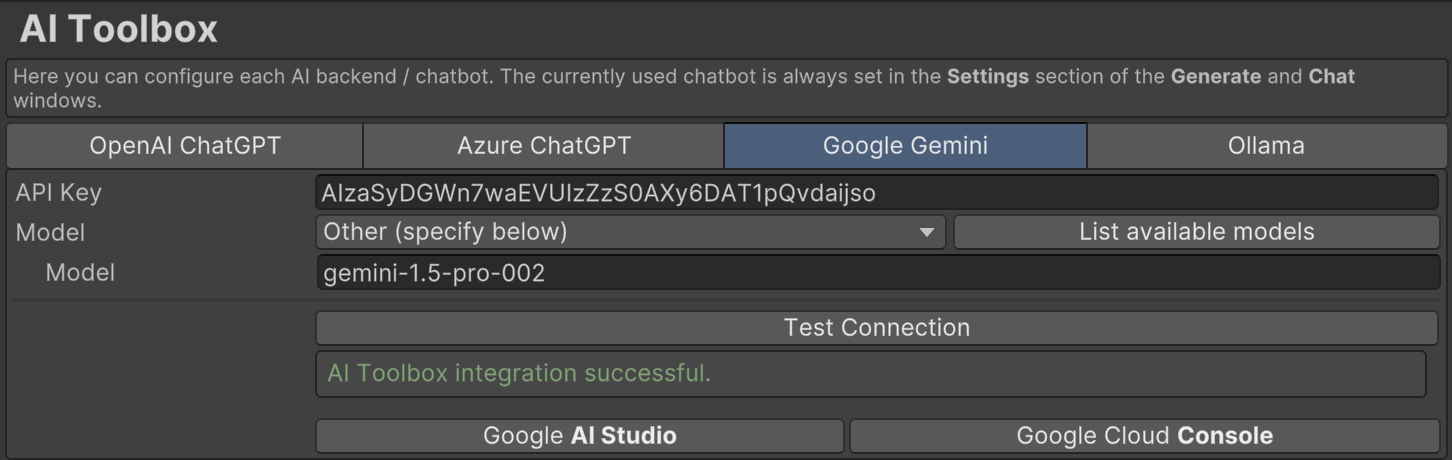 AI Toolbox
Here you can configure each AI backend / chatbot. The currently used chatbot is always set in the Settings section of the Generate and Chat
windows.
OpenAI ChatGPT
Azure ChatGPT
Google Gemini
Ollama
API Key
AIzaSyDGWn7waEVUIzZzS0AXy6DAT1pQvdaijso
Model
Other (specify below)
List available models
Model
gemini-1.5-pro-002
Test Connection
AI Toolbox integration successful.
Google AI Studio
Google Cloud Console